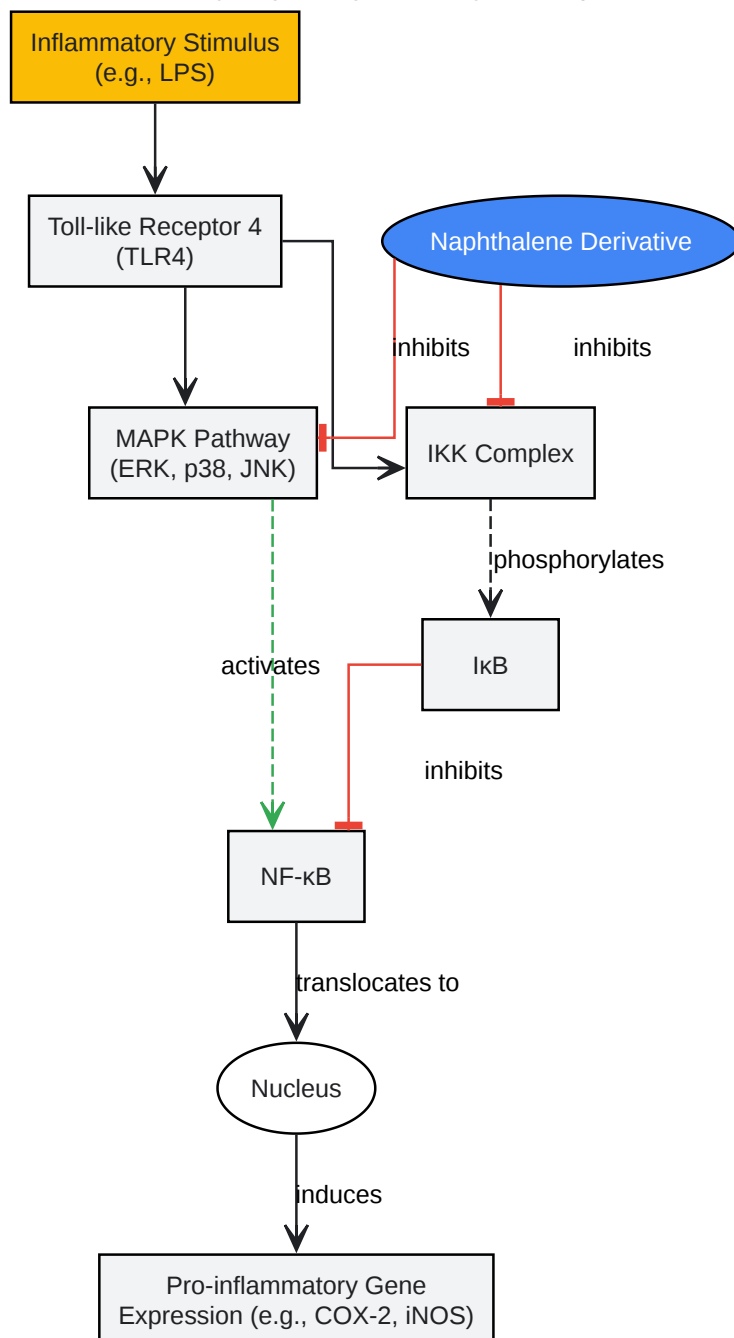 Inflammatory Stimulus
(e.g., LPS)
Toll-like Receptor 4
(TLR4)
Naphthalene Derivative
inhibits
inhibits
MAPK Pathway
(ERK, p38, JNK)
IKK Complex
phosphorylates
activates
IκB
inhibits
NF-κB
translocates to
Nucleus
induces
Pro-inflammatory Gene
Expression (e.g., COX-2, iNOS)